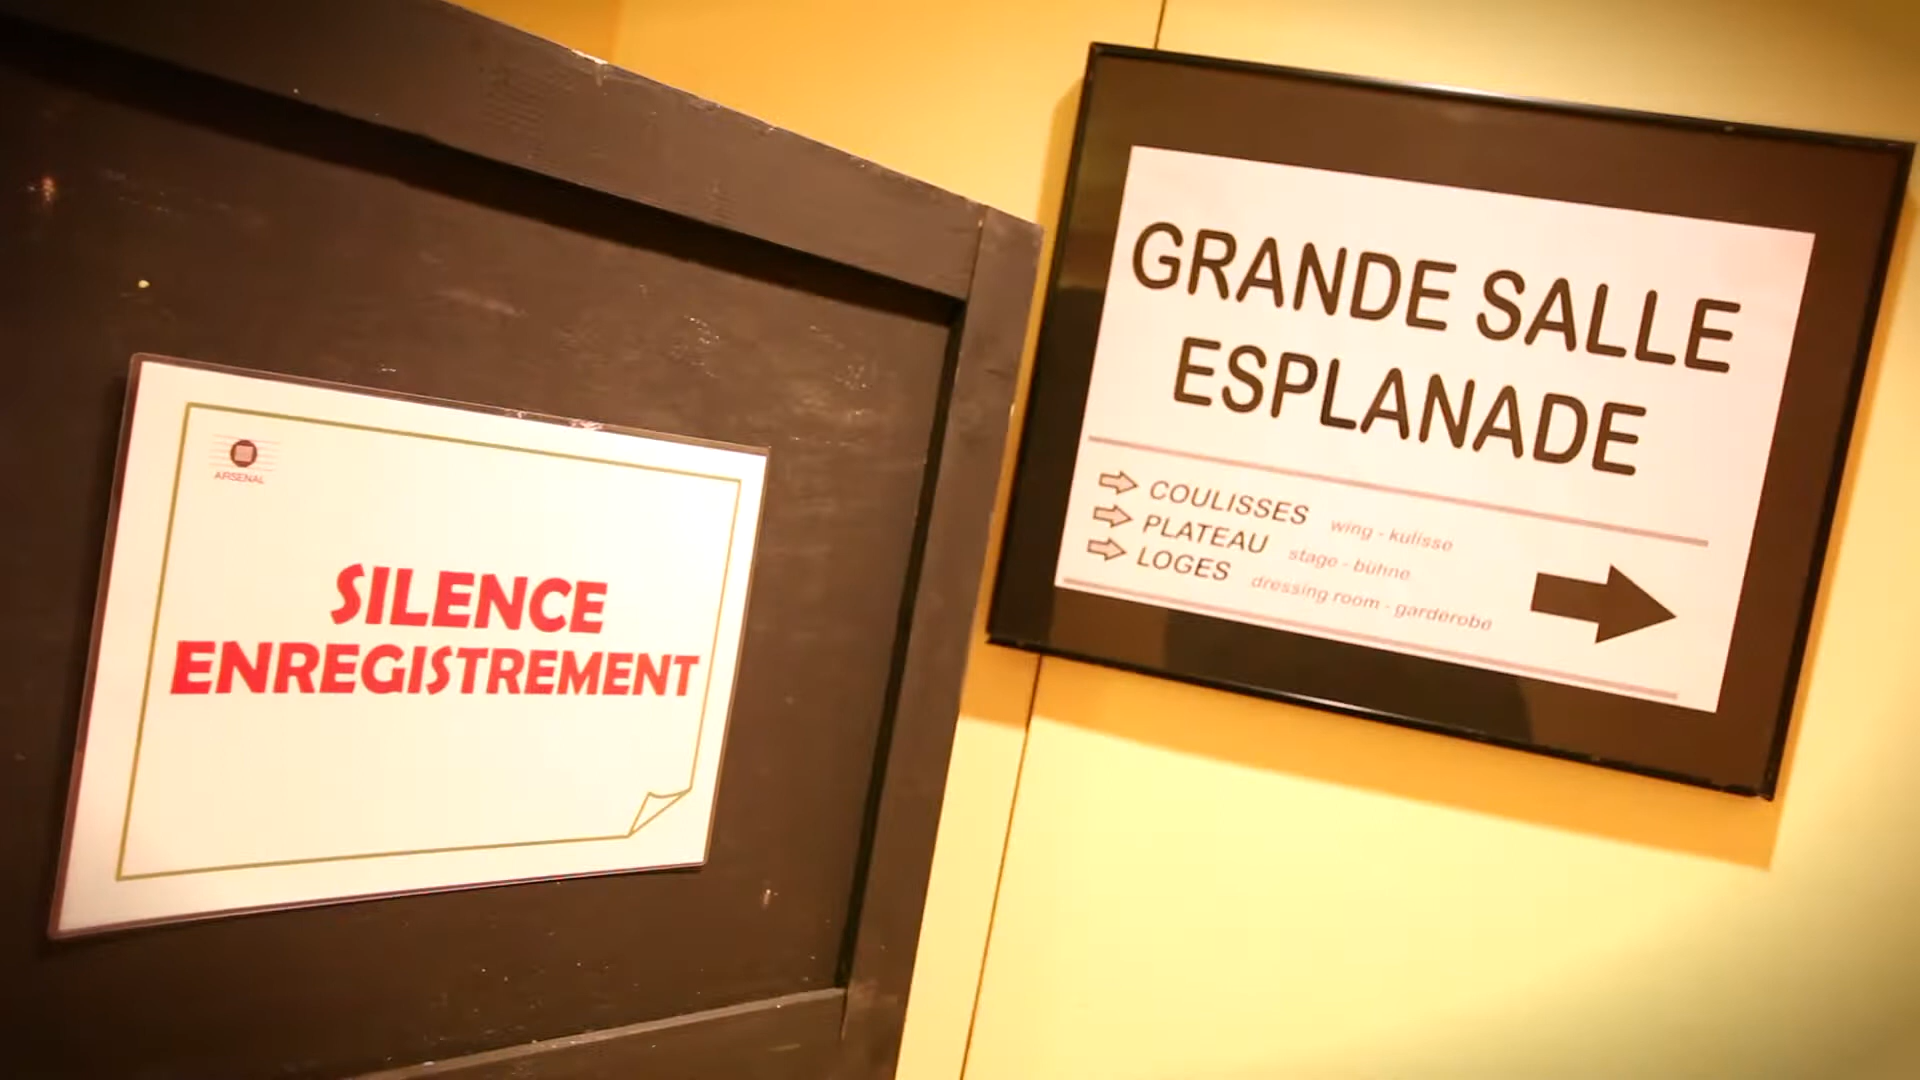 ARSENAL
SILENCE
ENREGISTREMENT
GRANDE SALLE
ESPLANADE
COULISSES wing - kulisse
PLATEAU stage - bühne
LOGES dressing room - garderobe